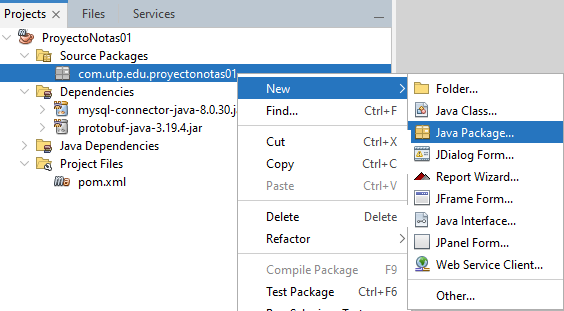 Projects × Files Services
ProyectoNotas01
Source Packages
com.utp.edu.proyectonotas01
Dependencies
mysql-connector-java-8.0.30.j
protobuf-java-3.19.4.jar
Java Dependencies
Project Files
pom.xml
New
Find... Ctrl+F
Cut Ctrl+X
Copy Ctrl+C
Paste Ctrl+V
Delete Delete
Refactor
Compile Package F9
Test Package Ctrl+F6
Folder...
Java Class...
Java Package...
JDialog Form...
Report Wizard...
JFrame Form...
Java Interface...
JPanel Form...
Web Service Client...
Other...